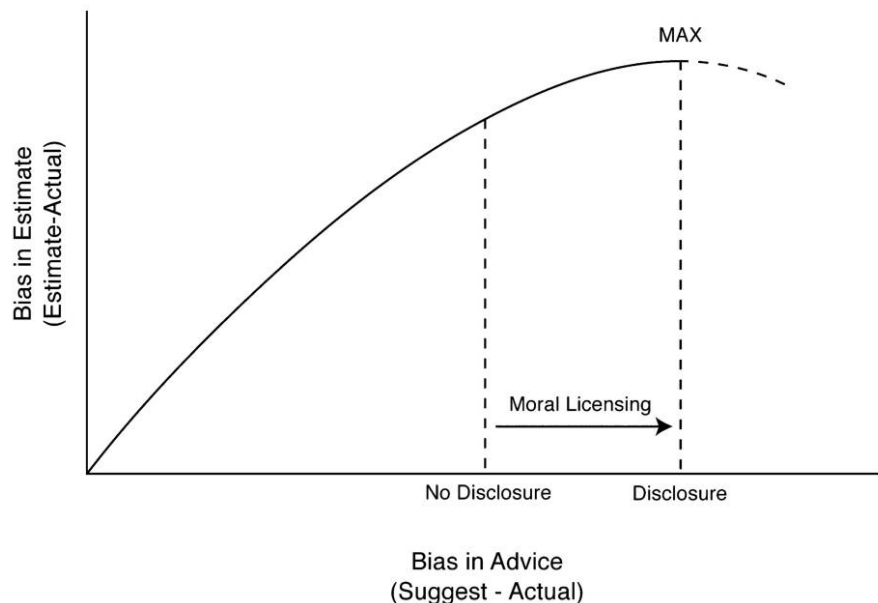 MAX
Bias in Estimate
(Estimate-Actual)
Moral Licensing
No Disclosure
Disclosure
Bias in Advice
(Suggest - Actual)